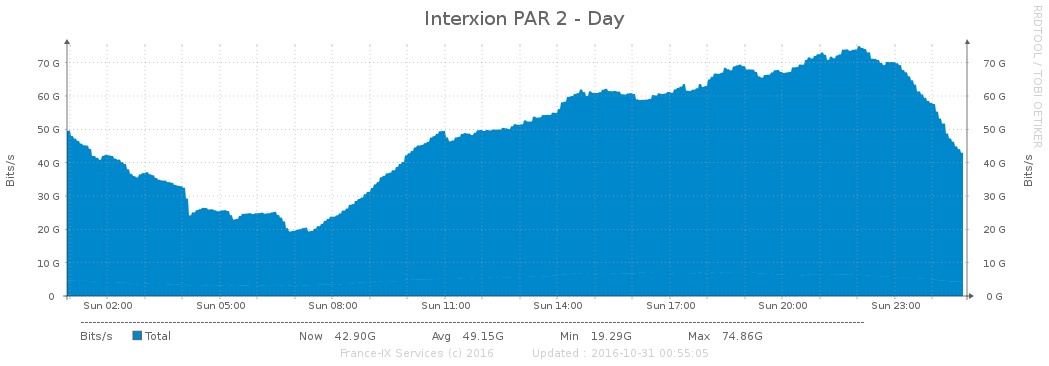 Interxion PAR 2 - Day
RRDTOOL / TOBI OETIKER
Bits/s
70 G
60 G
50 G
40 G
30 G
20 G
10 G
0
70 G
60 G
50 G
40 G
30 G
20 G
10 G
0 G
Bits/s
Sun 02:00 Sun 05:00 Sun 08:00 Sun 11:00 Sun 14:00 Sun 17:00 Sun 20:00 Sun 23:00
Bits/s Total Now 42.90G Avg 49.15G Min 19.29G Max 74.86G
France-IX Services (c) 2016 Updated : 2016-10-31 00:55:05